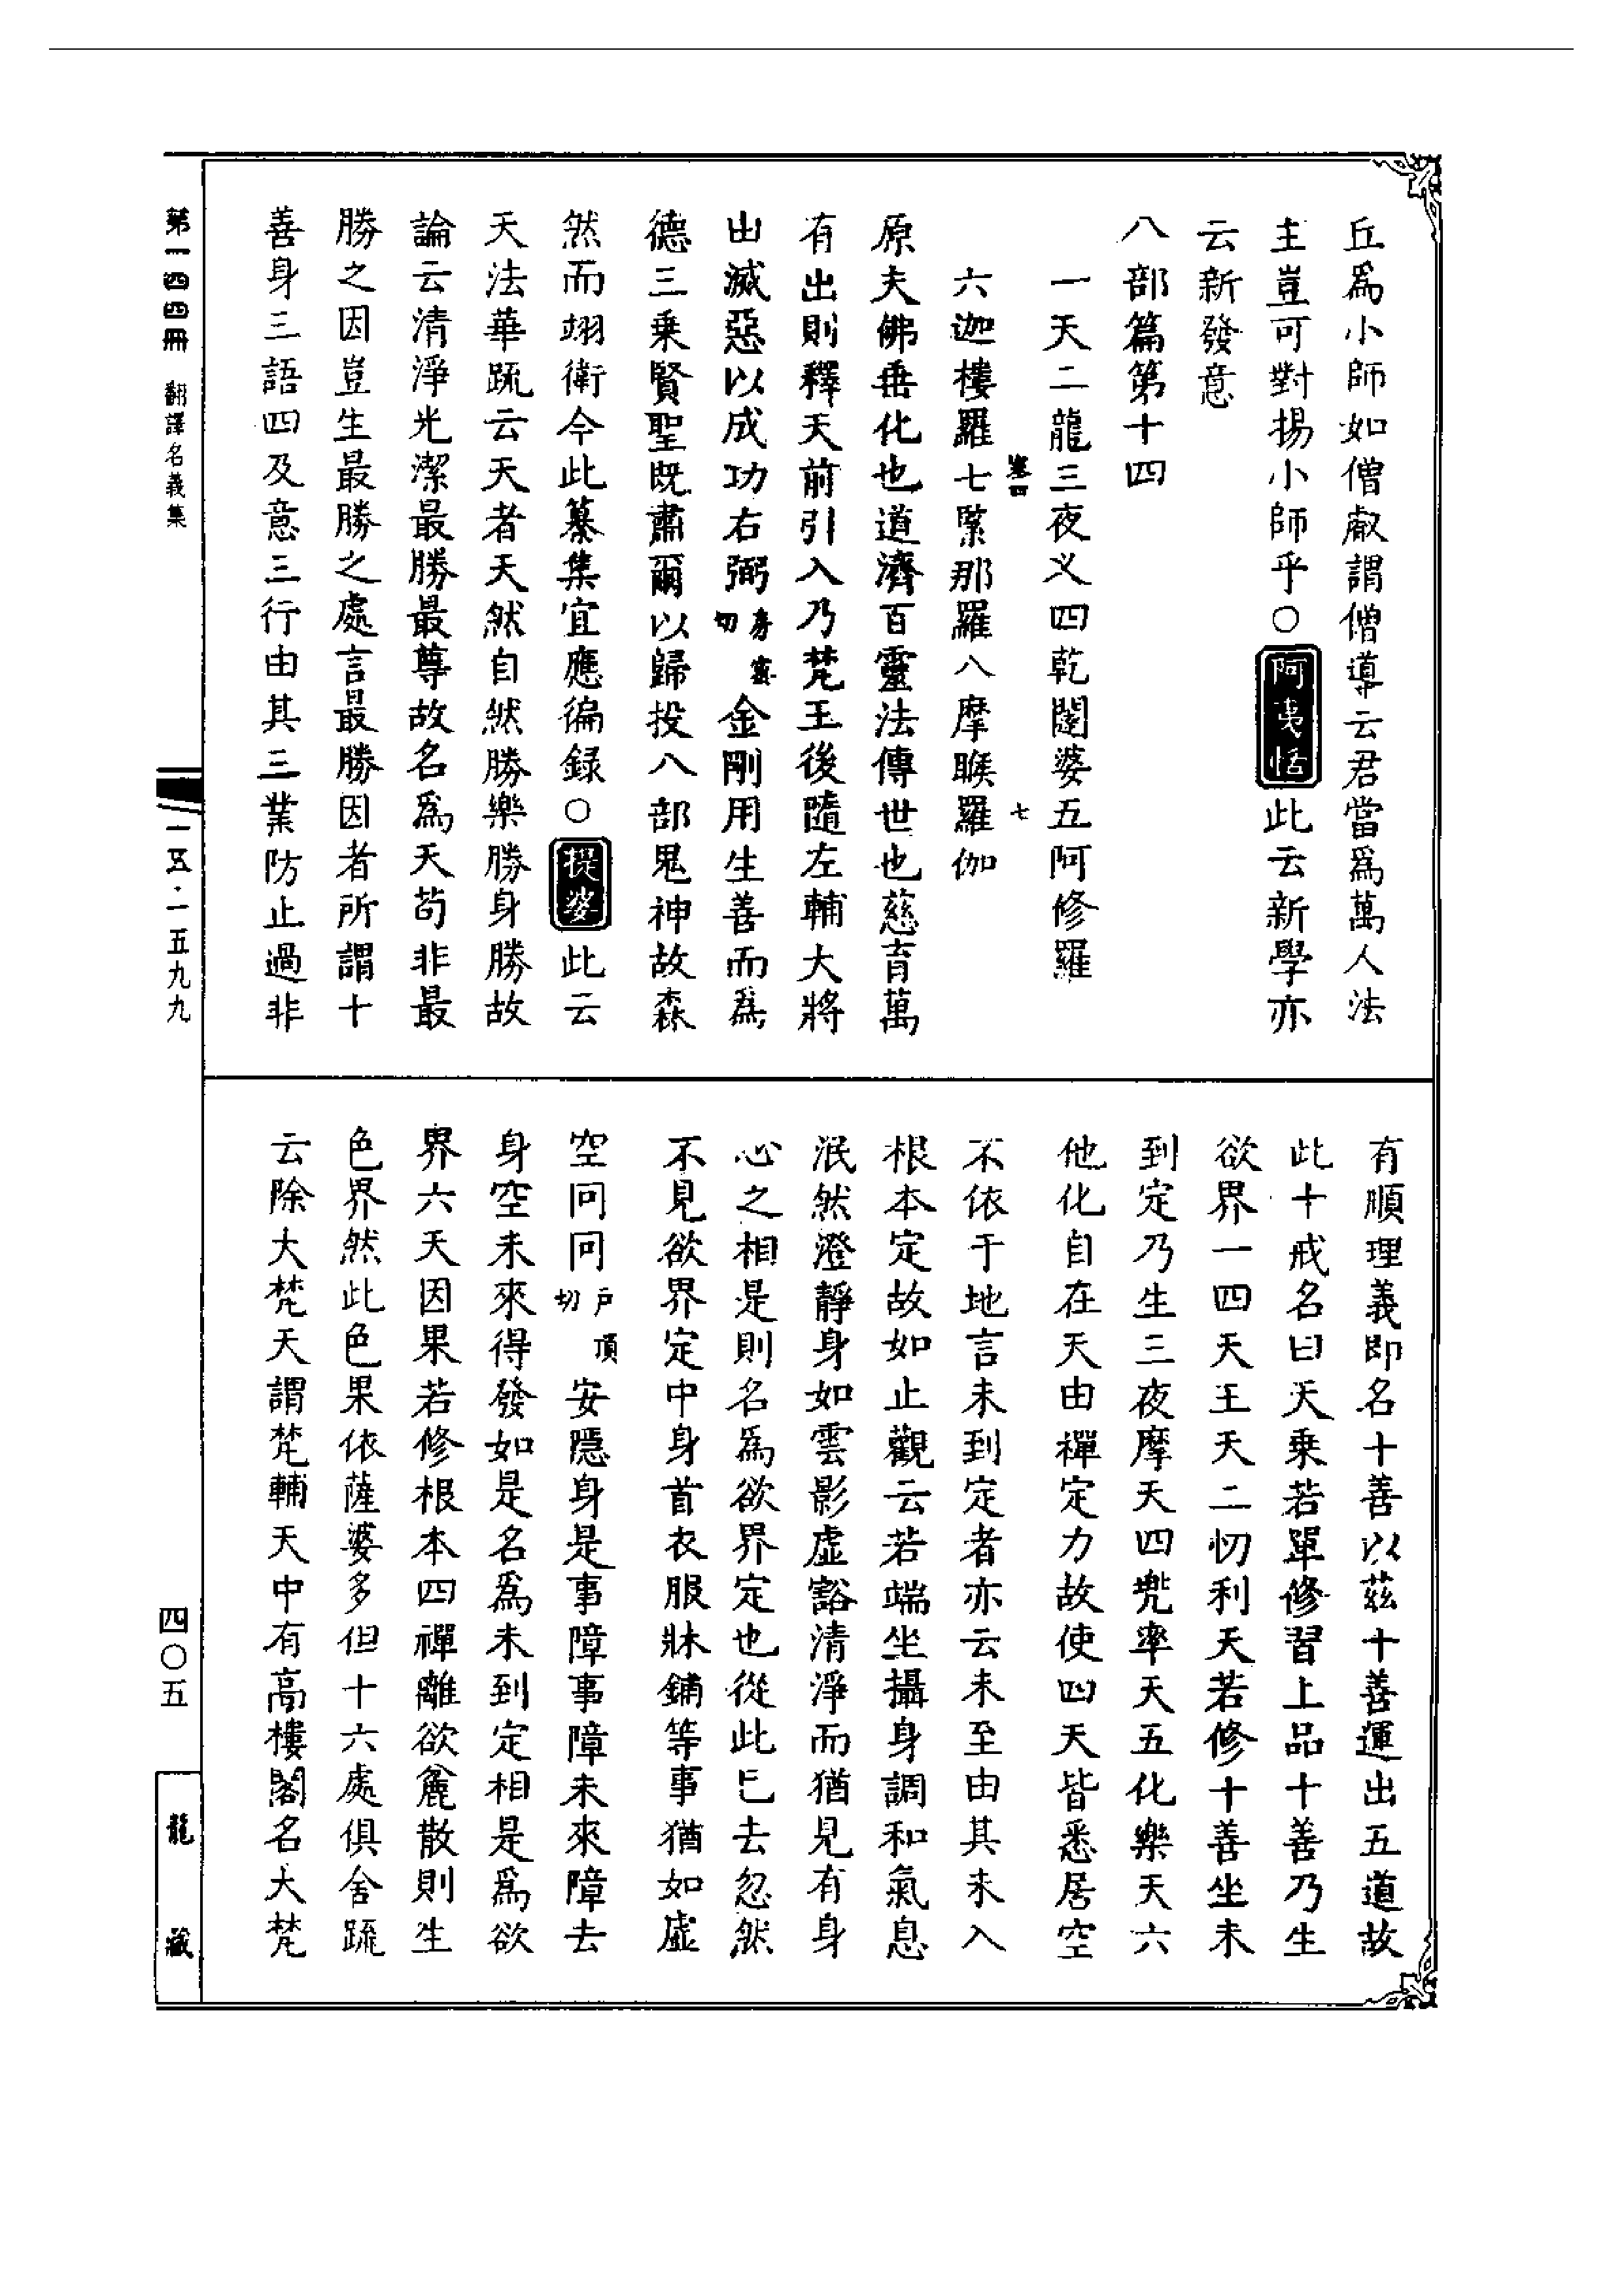 丘爲小師如僧叡謂僧導云君當爲萬人法
主豈可對揚小師乎○阿夷恬此云新學亦
云新發意
八部篇第十四
一天二龍三夜义四乾闥婆五阿修羅
七
六迦樓羅七緊那羅八摩睺羅伽
原夫佛垂化也道濟百靈法傳世也慈育萬
有出則釋天前引入乃梵王後隨左輔大將
出滅惡以成功右弼房密切金剛用生善而爲
德三乗賢聖既肅爾以歸投八部鬼神故森
然而翊衛今此纂集宜應徧録○提婆此云
天法華疏云天者天然自然勝樂勝身勝故
論云清淨光潔最勝最尊故名爲天苟非最
勝之因豈生最勝之處言最勝因者所謂十
善身三語四及意三行由其三業防止過非
有順理義即名十善以茲十善運出五道故
此十戒名曰天乘若單修習上品十善乃生
欲界一四天王天二忉利天若修十善坐未
到定乃生三夜摩天四兠率天五化樂天六
他化自在天由禪定力故使四天皆悉居空
不依于地言未到定者亦云未至由其未入
根本定故如止觀云若端坐攝身調和氣息
泯然澄靜身如雲影虛豁清淨而猶見有身
心之相是則名爲欲界定也從此已去忽然
不見欲界定中身首衣服牀鋪等事猶如虛
空冋冋戶頂切安隱身是事障事障未來障去
身空未來得發如是名爲未到定相是爲欲
界六天因果若修根本四禪離欲麄散則生
色界然此色果依薩婆多但十六處俱舍疏
云除大梵天謂梵輔天中有高樓閣名大梵
第一四四冊 翻譯名義集
一五·一五九九
四〇五
龍藏